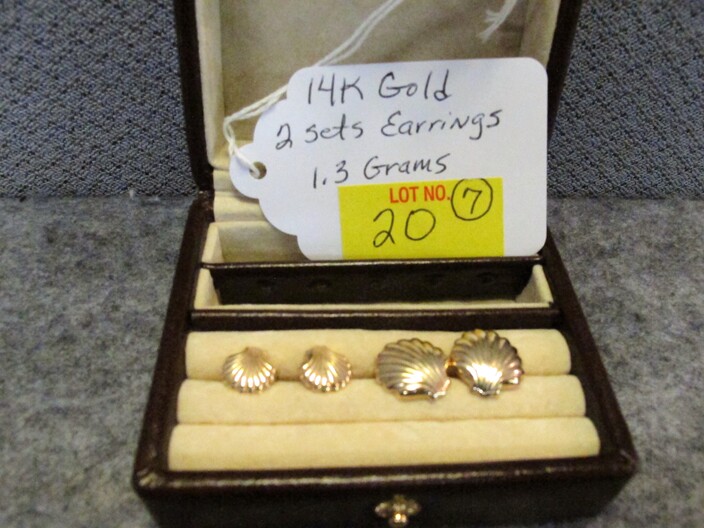 14K Gold
2 sets Earrings
1.3 Grams
LOT NO. 7
20